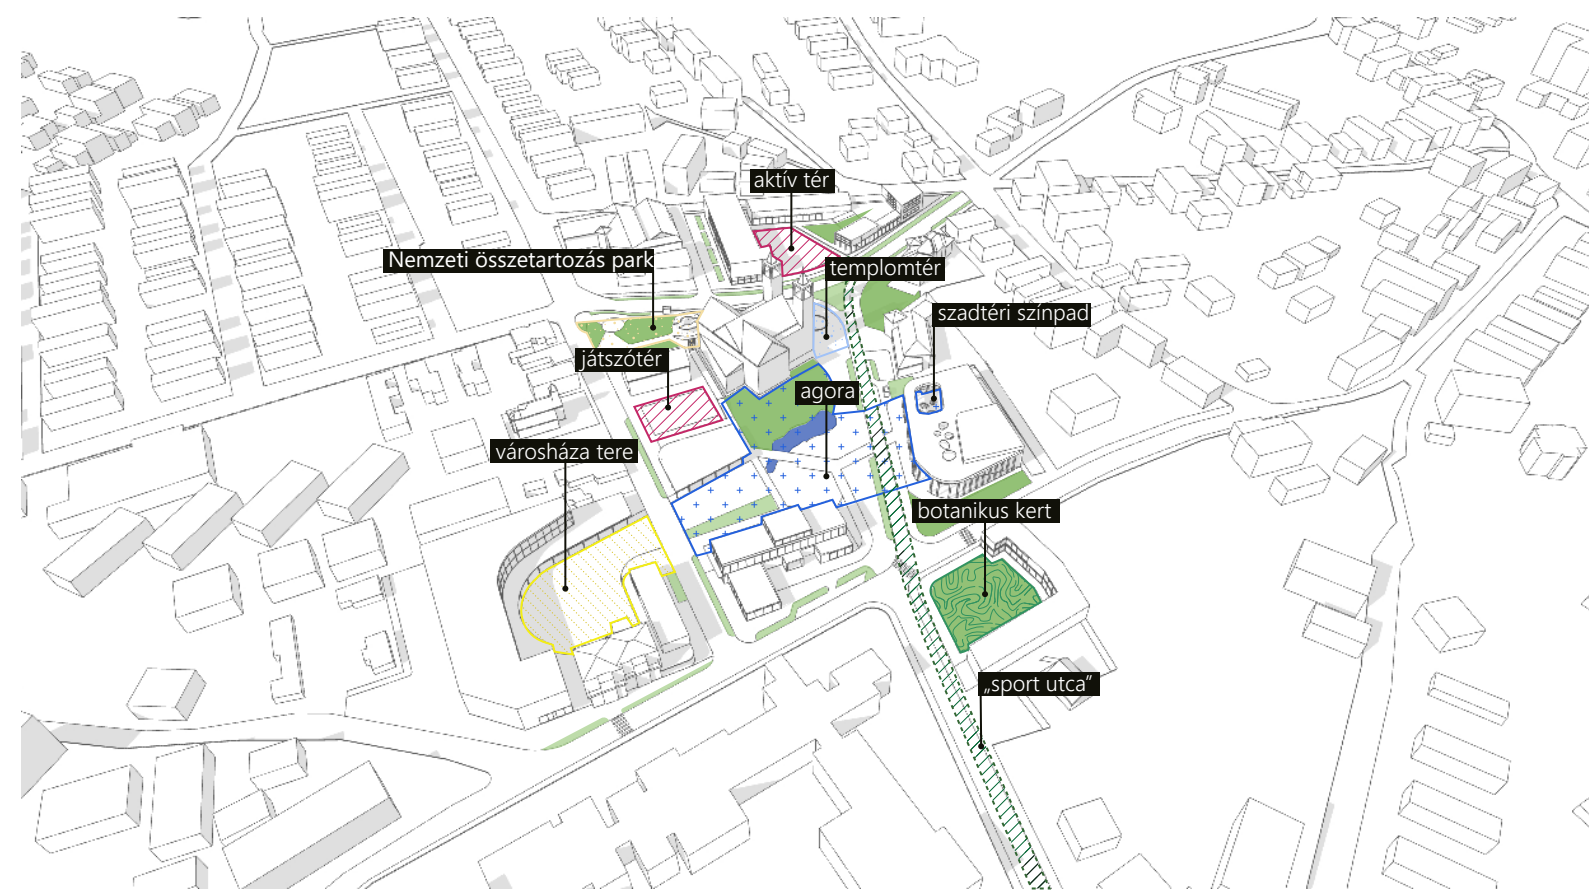 aktív tér
Nemzeti összetartozás park
templomtér
szadtéri színpad
játszótér
agora
városháza tere
botanikus kert
„sport utca”